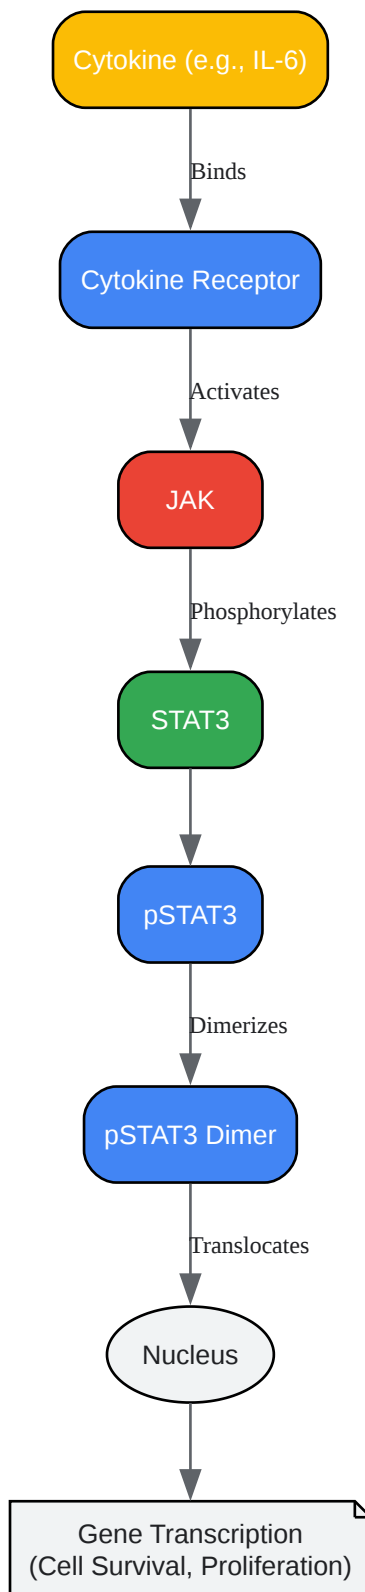 Cytokine (e.g., IL-6)
Binds
Cytokine Receptor
Activates
JAK
Phosphorylates
STAT3
pSTAT3
Dimerizes
pSTAT3 Dimer
Translocates
Nucleus
Gene Transcription
(Cell Survival, Proliferation)